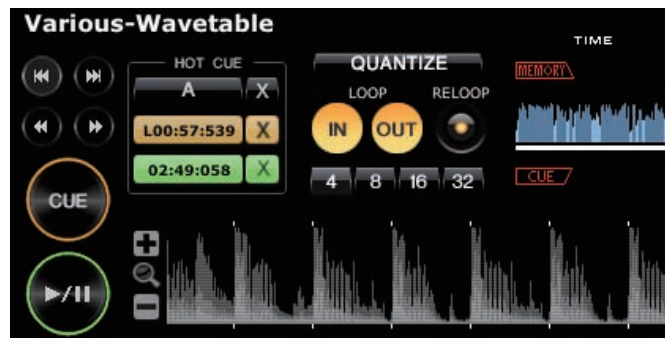 Various-Wavetable
TIME
HOT CUE
QUANTIZE
MEMORY
A X
LOOP RELOOP
L00:57:539 X
IN OUT
02:49:058 X
CUE
4 8 16 32
CUE